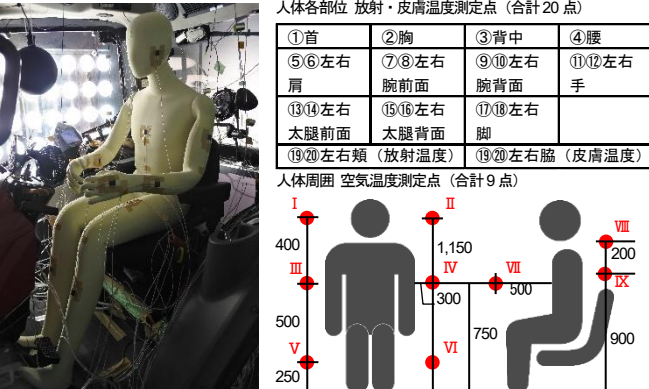 人体各部位 放射・皮膚温度測定点（合計20点）
①首 ②胸 ③背中 ④腰
⑤⑥左右肩 ⑦⑧左右腕前面 ⑨⑩左右腕背面 ⑪⑫左右手
⑬⑭左右太腿前面 ⑮⑯左右太腿背面 ⑰⑱左右脚
⑲⑳左右頬（放射温度） ⑲⑳左右脇（皮膚温度）
人体周囲 空気温度測定点（合計9点）
I II
VIII
400 1,150 200
III IV VII IX
300 500
500 750 900
V VI
250